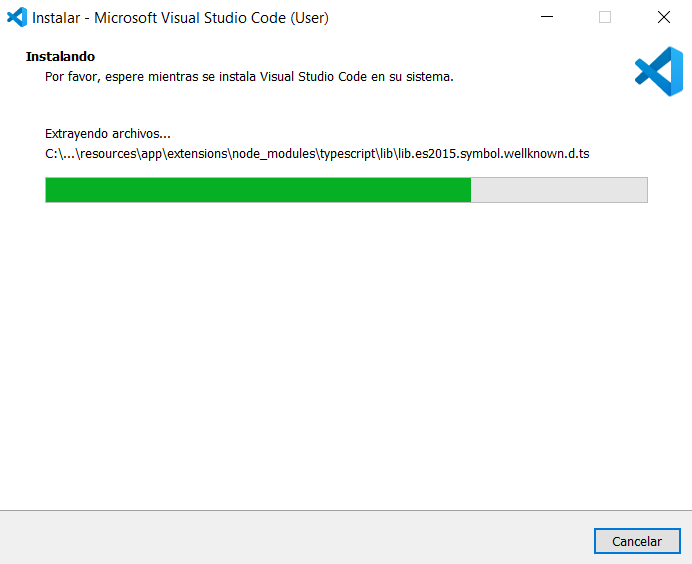 Instalar - Microsoft Visual Studio Code (User)
Instalando
Por favor, espere mientras se instala Visual Studio Code en su sistema.
Extrayendo archivos...
C:\...\resources\app\extensions\node_modules\typescript\lib\lib.es2015.symbol.wellknown.d.ts
Cancelar